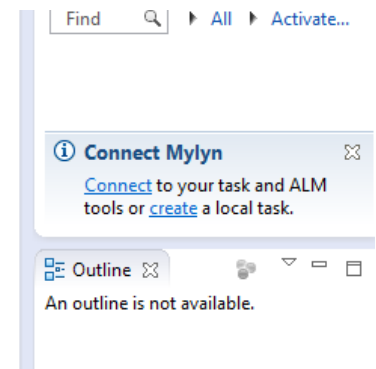 Find All Activate...
Connect Mylyn
Connect to your task and ALM
tools or create a local task.
Outline
An outline is not available.